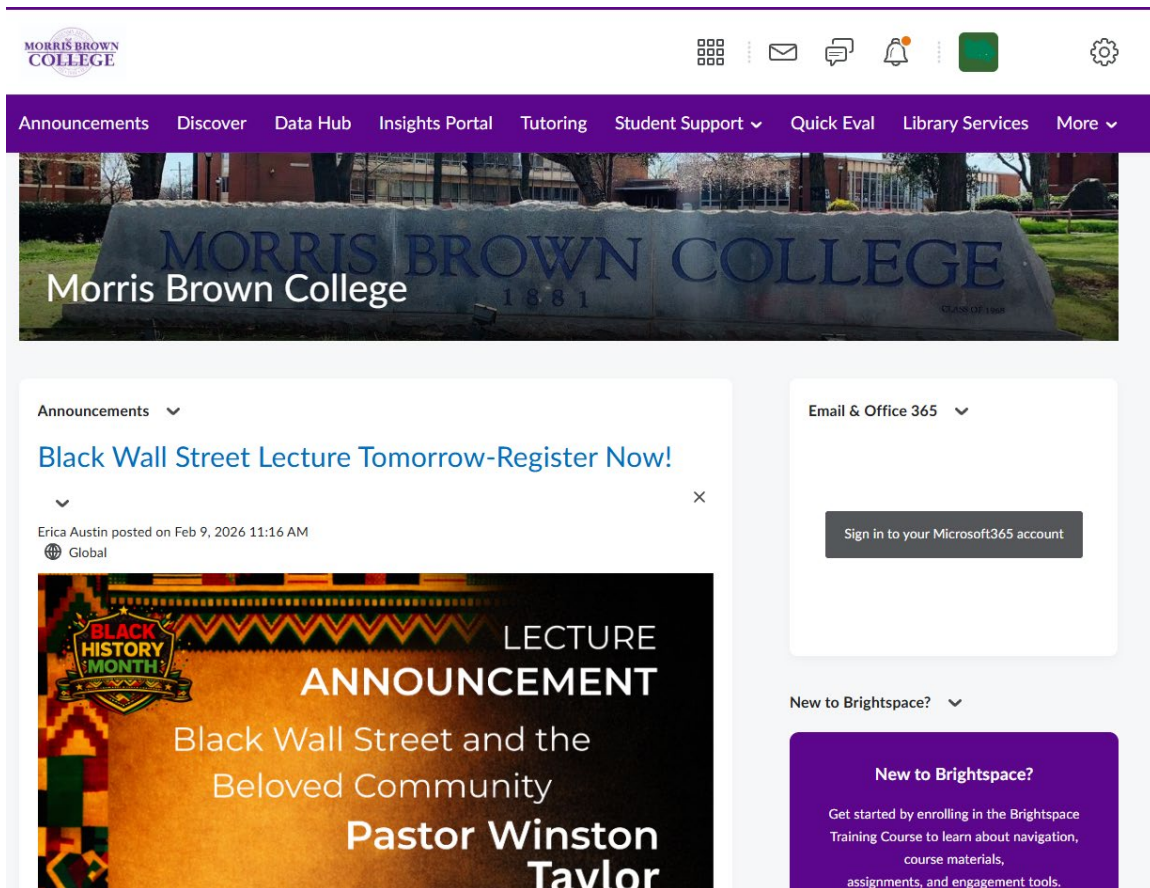 MORRIS BROWN
COLLEGE
Announcements Discover Data Hub Insights Portal Tutoring Student Support Quick Eval Library Services More
MORRIS BROWN COLLEGE
1881
CLASS OF 1969
Morris Brown College
Announcements
Black Wall Street Lecture Tomorrow-Register Now!
Erica Austin posted on Feb 9, 2026 11:16 AM
Global
BLACK
HISTORY
MONTH
LECTURE
ANNOUNCEMENT
Black Wall Street and the
Beloved Community
Pastor Winston
Taylor
Email & Office 365
Sign in to your Microsoft365 account
New to Brightspace?
New to Brightspace?
Get started by enrolling in the Brightspace
Training Course to learn about navigation,
course materials,
assignments, and engagement tools.